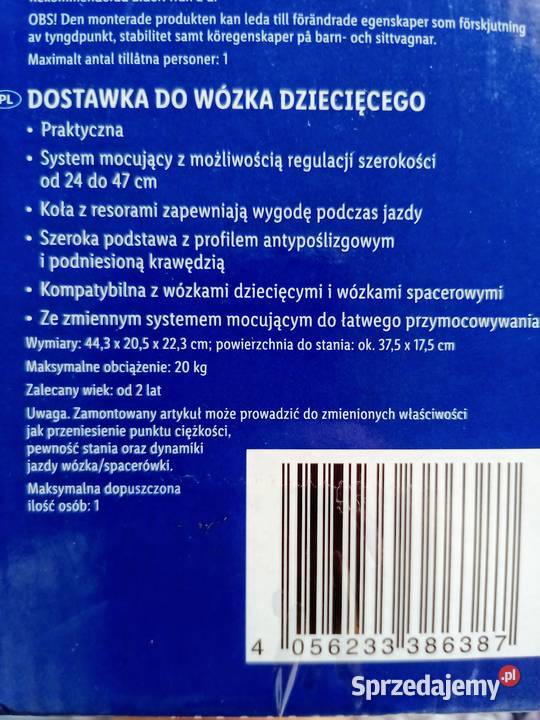 OBS! Den monterade produkten kan leda till förändrade egenskaper som förskjutning
av tyngdpunkt, stabilitet samt köregenskaper på barn- och sittvagnar.
Maximalt antal tillåtna personer: 1
PL DOSTAWKA DO WÓZKA DZIECIĘCEGO
• Praktyczna
• System mocujący z możliwością regulacji szerokości
od 24 do 47 cm
• Koła z resorami zapewniają wygodę podczas jazdy
• Szeroka podstawa z profilem antypoślizgowym
i podniesioną krawędzią
• Kompatybilna z wózkami dziecięcymi i wózkami spacerowymi
• Ze zmiennym systemem mocującym do łatwego przymocowywania
Wymiary: 44,3 x 20,5 x 22,3 cm; powierzchnia do stania: ok. 37,5 x 17,5 cm
Maksymalne obciążenie: 20 kg
Zalecany wiek: od 2 lat
Uwaga. Zamontowany artykuł może prowadzić do zmienionych właściwości
jak przeniesienie punktu ciężkości,
pewność stania oraz dynamiki
jazdy wózka/spacerówki.
Maksymalna dopuszczona
ilość osób: 1
4 056233 386387
Sprzedajemy.pl